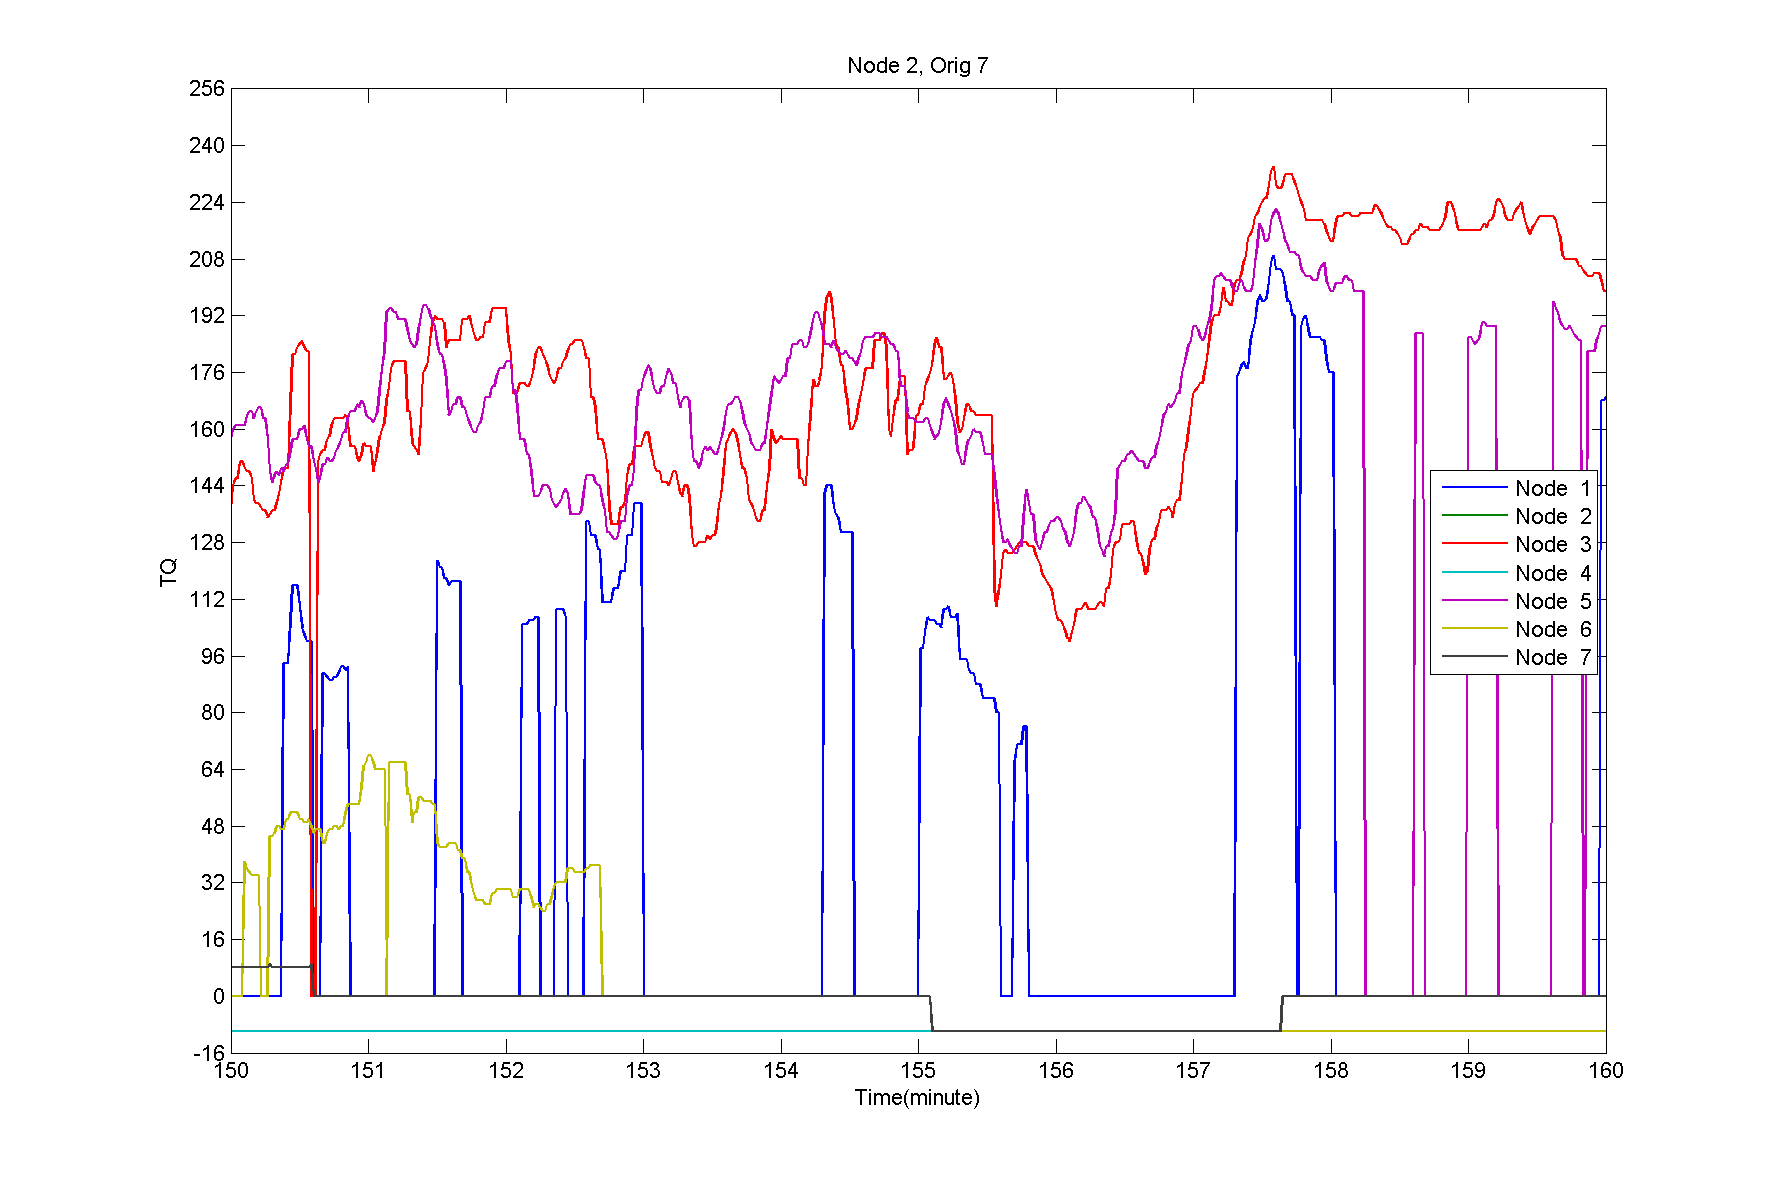 Node 2, Orig 7
256
240
224
208
192
176
160
144
128
112
96
80
64
48
32
16
0
-16
TQ
150 151 152 153 154 155 156 157 158 159 160
Time(minute)
Node 1
Node 2
Node 3
Node 4
Node 5
Node 6
Node 7